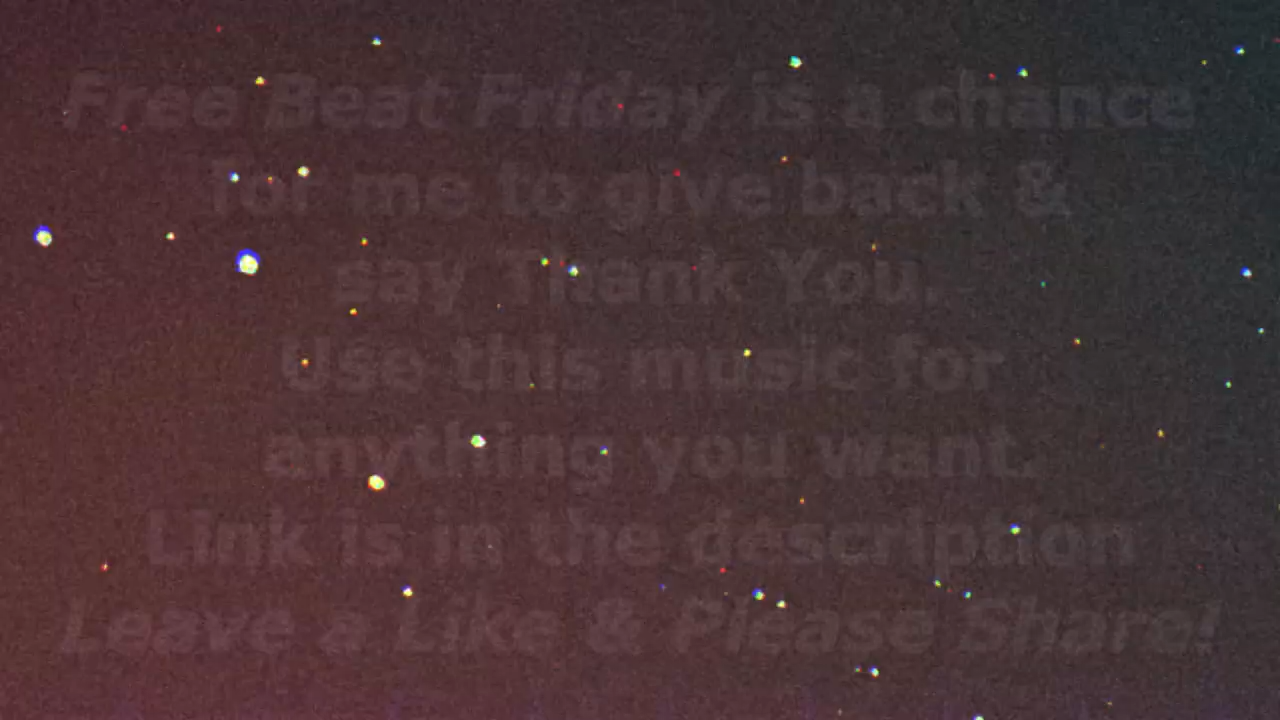 Free Beat Friday is a chance
for me to give back &
say Thank You.
Use this music for
anything you want.
Link is in the description
Leave a Like & Please Share!